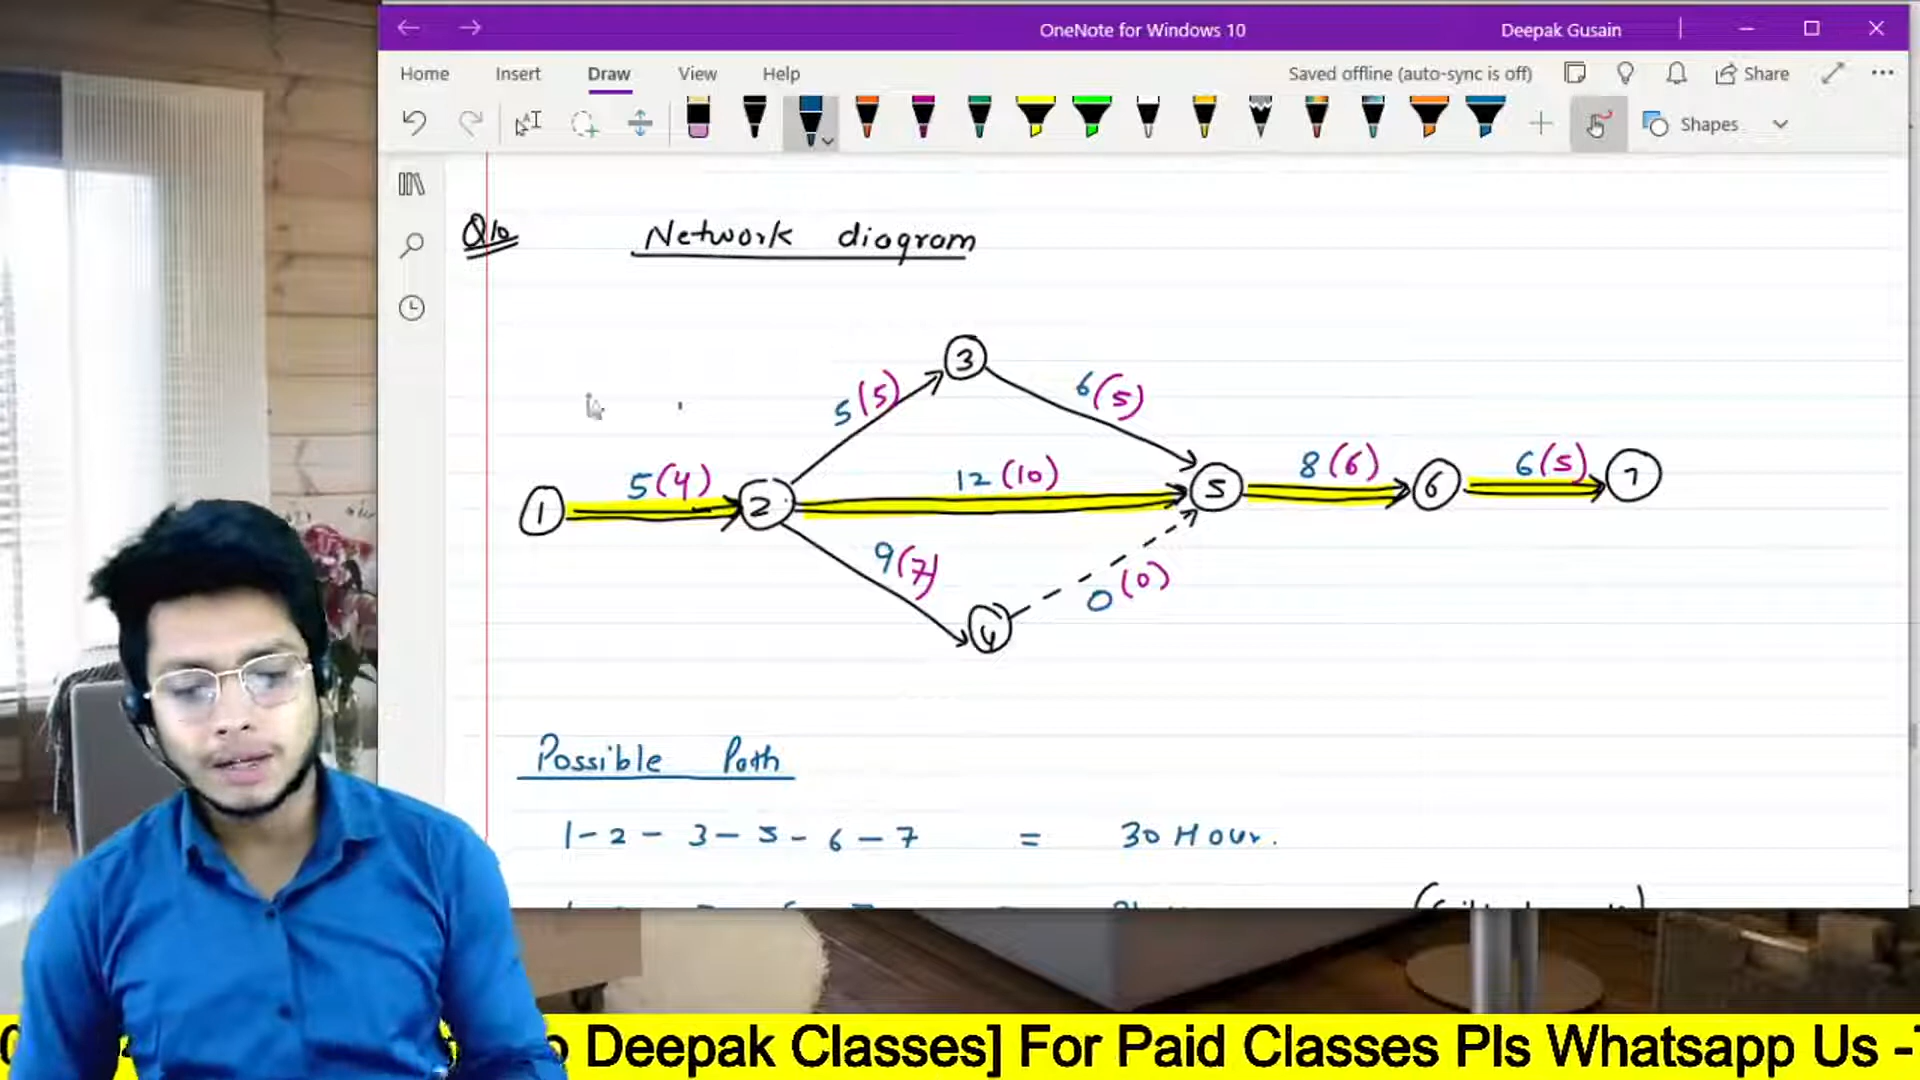 OneNote for Windows 10
Deepak Gusain
Home Insert Draw View Help
Saved offline (auto-sync is off)
Share
Shapes
Q10
Network diagram
3
5(5)
6(5)
5(4)
12(10)
8(6)
6(5)
1
2
5
6
7
9(7)
0(0)
4
Possible Path
1-2-3-5-6-7 = 30 Hour.
Deepak Classes] For Paid Classes Pls Whatsapp Us -